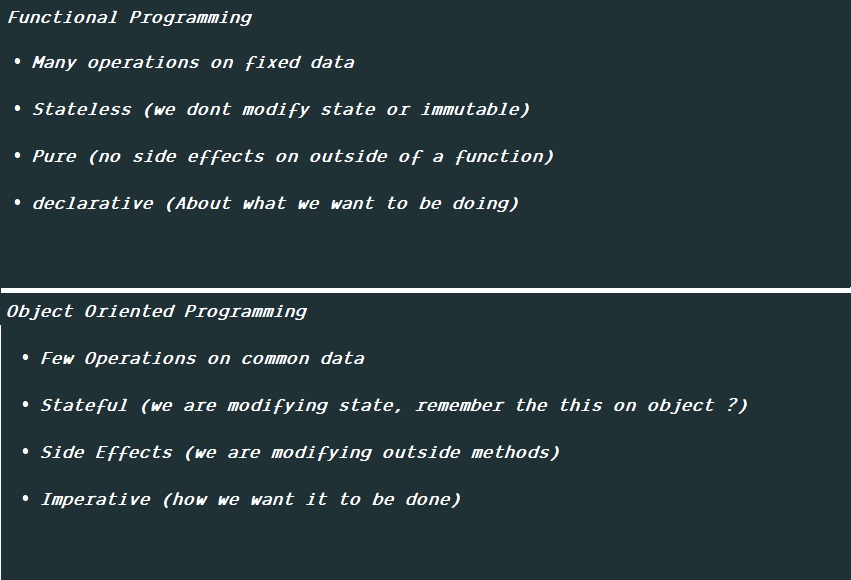 Functional Programming
• Many operations on fixed data
• Stateless (we dont modify state or immutable)
• Pure (no side effects on outside of a function)
• declarative (About what we want to be doing)
Object Oriented Programming
• Few Operations on common data
• Stateful (we are modifying state, remember the this on object ?)
• Side Effects (we are modifying outside methods)
• Imperative (how we want it to be done)